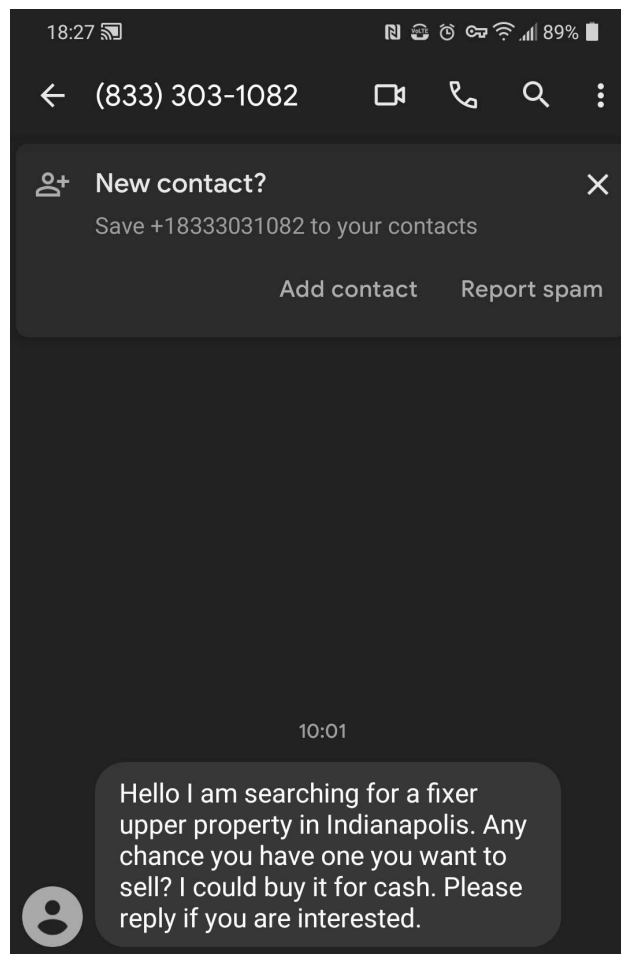 18:27 VoLTE 89%
(833) 303-1082
New contact?
Save +18333031082 to your contacts
Add contact Report spam
10:01
Hello I am searching for a fixer
upper property in Indianapolis. Any
chance you have one you want to
sell? I could buy it for cash. Please
reply if you are interested.